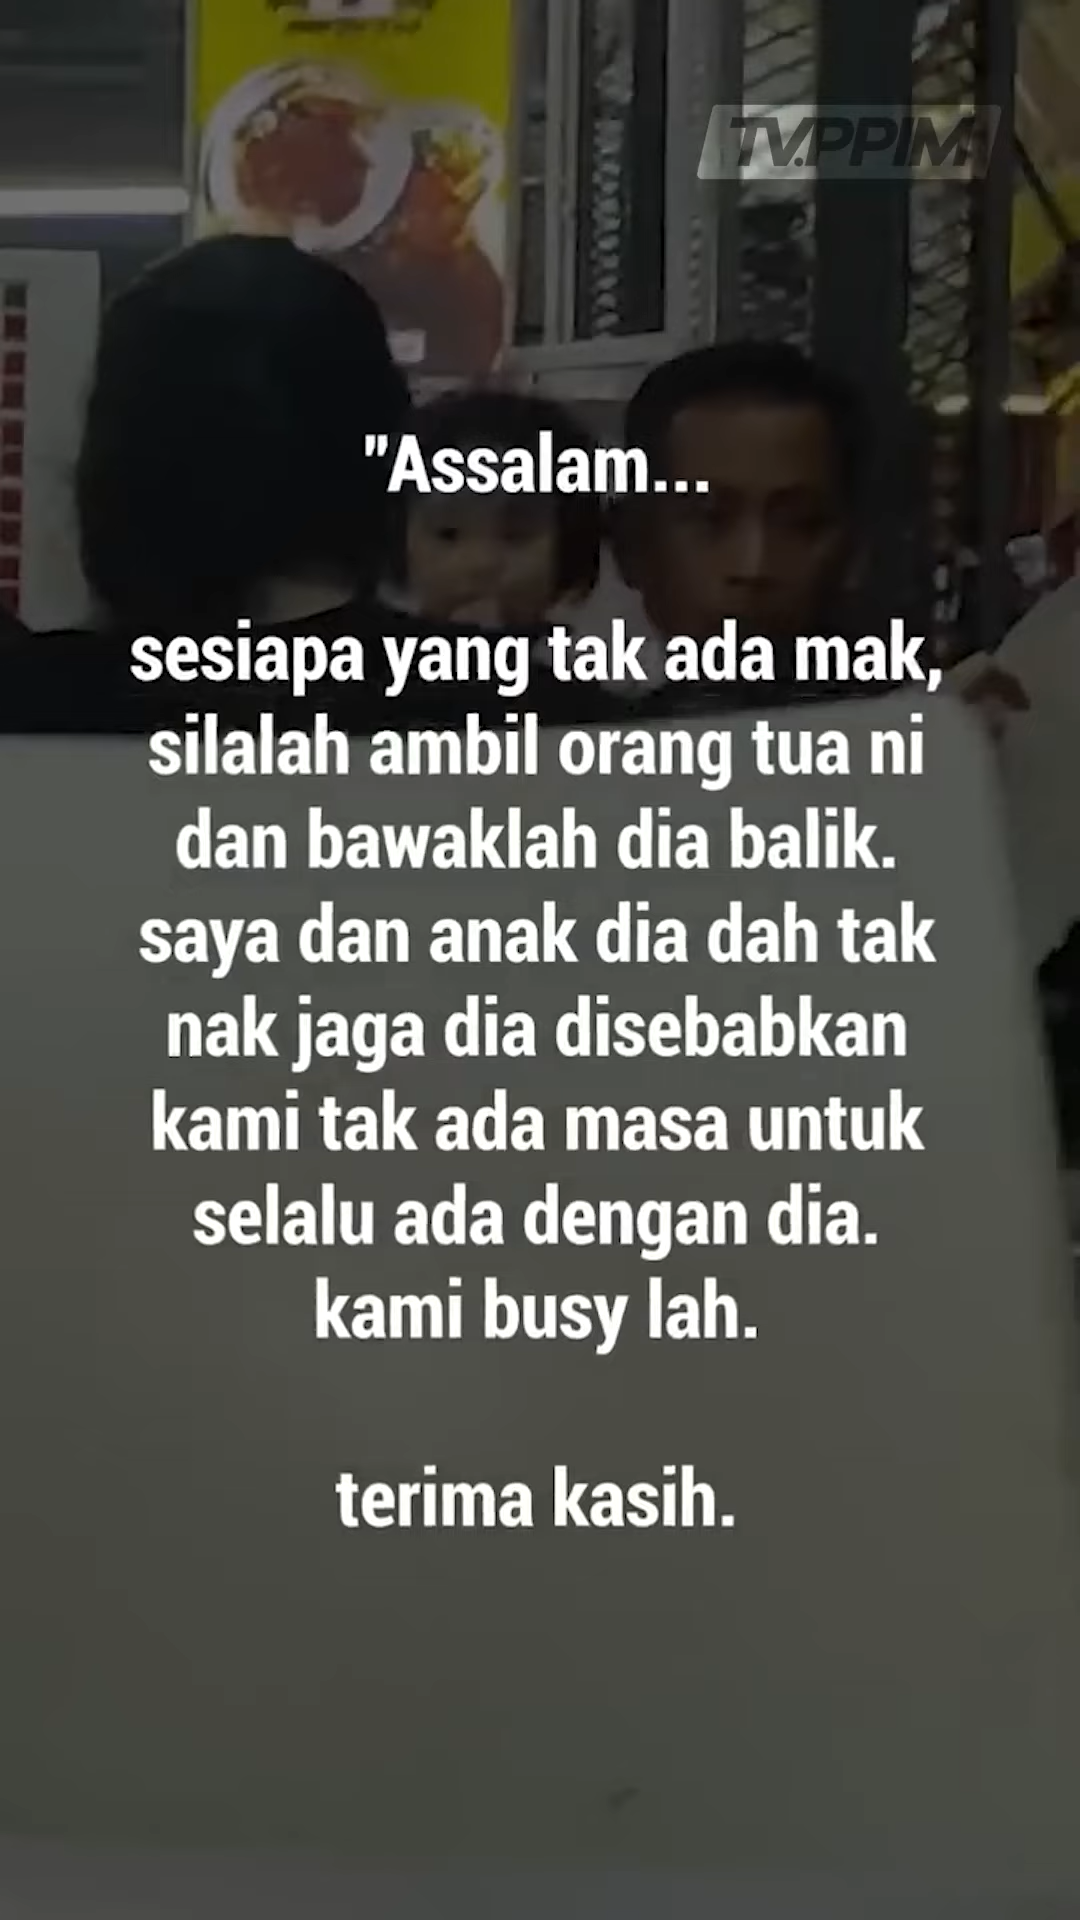 TV.PPIM
"Assalam...
sesiapa yang tak ada mak,
silalah ambil orang tua ni
dan bawaklah dia balik.
saya dan anak dia dah tak
nak jaga dia disebabkan
kami tak ada masa untuk
selalu ada dengan dia.
kami busy lah.
terima kasih.